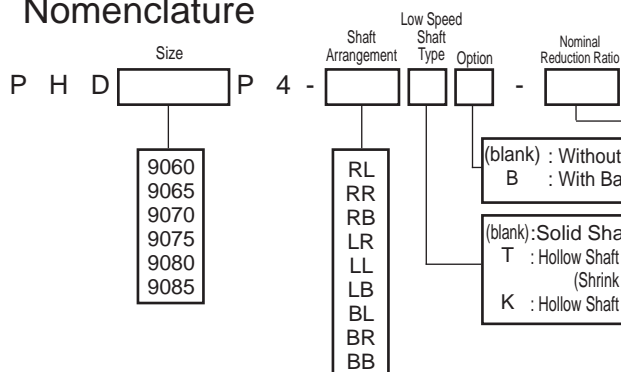 Nomenclature
Size
Shaft
Arrangement
Low Speed
Shaft
Type
Option
Nominal
Reduction Ratio
P H D P 4 - -
9060
9065
9070
9075
9080
9085
RL
RR
RB
LR
LL
LB
BL
BR
BB
(blank) : Without
B : With Ba
(blank):Solid Sha
T : Hollow Shaft
(Shrink
K : Hollow Shaft